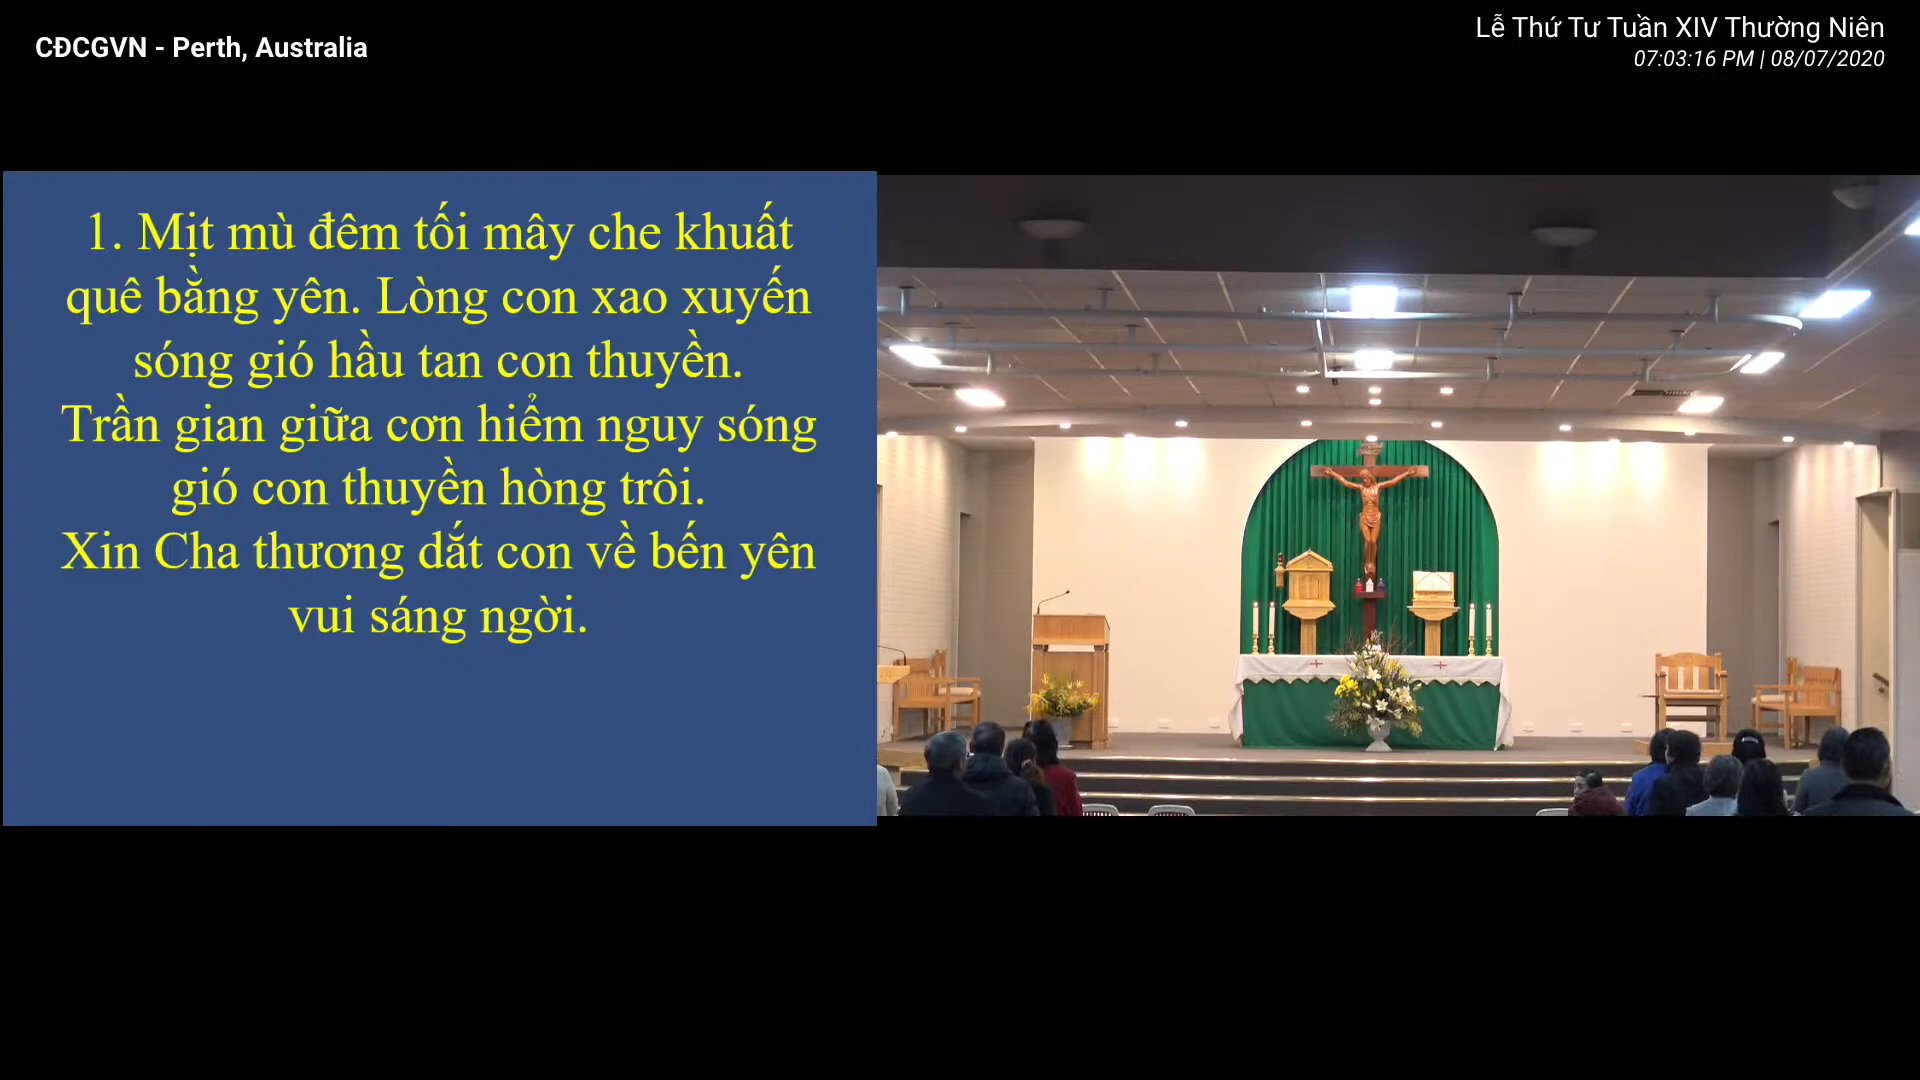 CĐCGVN - Perth, Australia
Lễ Thứ Tư Tuần XIV Thường Niên
07:03:16 PM | 08/07/2020
1. Mịt mù đêm tối mây che khuất
quê bằng yên. Lòng con xao xuyến
sóng gió hầu tan con thuyền.
Trần gian giữa cơn hiểm nguy sóng
gió con thuyền hòng trôi.
Xin Cha thương dắt con về bến yên
vui sáng ngời.